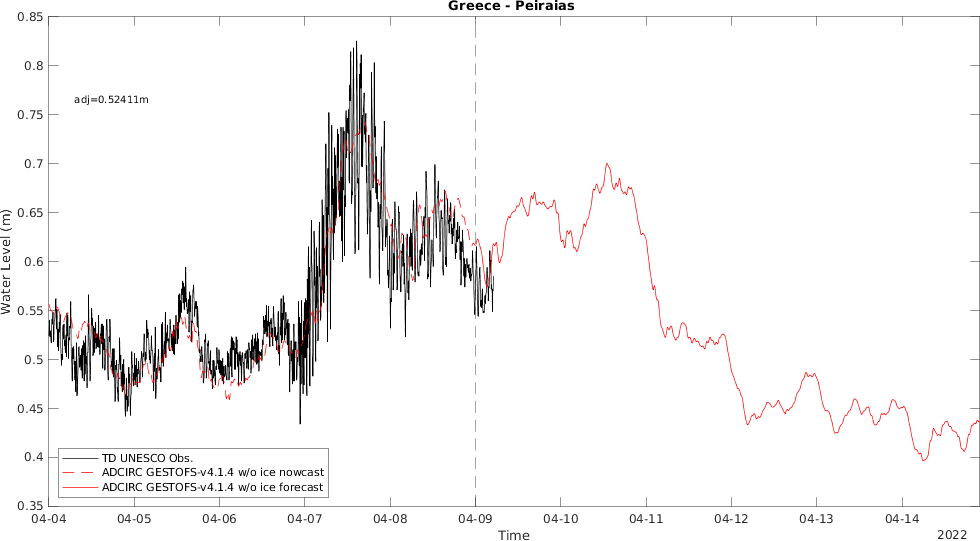 Greece - Peiraias
0.85
0.8
0.75
0.7
0.65
0.6
0.55
0.5
0.45
0.4
0.35
Water Level (m)
adj=0.52411m
TD UNESCO Obs.
ADCIRC GESTOFS-v4.1.4 w/o ice nowcast
ADCIRC GESTOFS-v4.1.4 w/o ice forecast
04-04 04-05 04-06 04-07 04-08 04-09 04-10 04-11 04-12 04-13 04-14
Time
2022